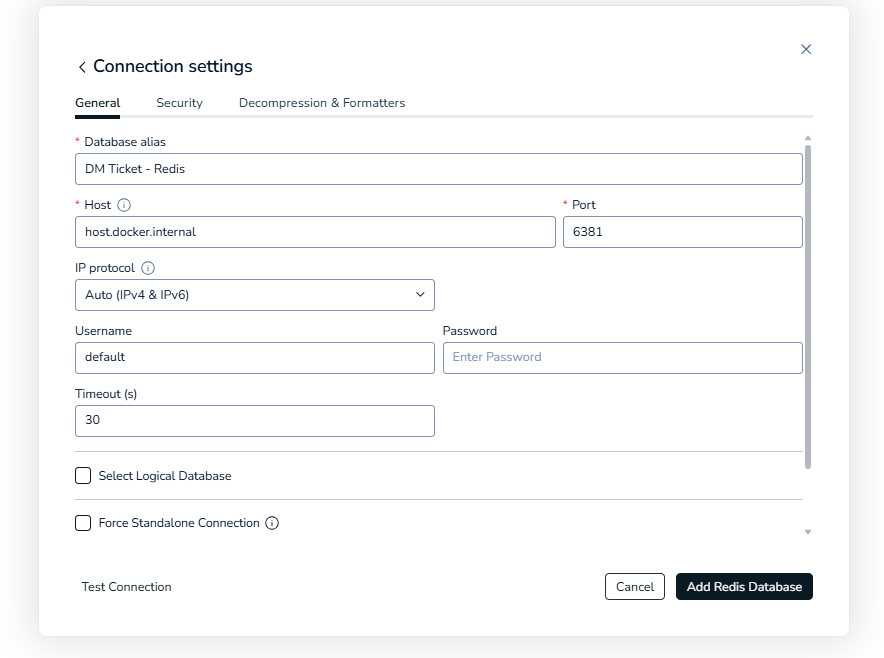 Connection settings
General Security Decompression & Formatters
* Database alias
DM Ticket - Redis
* Host * Port
host.docker.internal 6381
IP protocol
Auto (IPv4 & IPv6)
Username Password
default Enter Password
Timeout (s)
30
Select Logical Database
Force Standalone Connection
Test Connection Cancel Add Redis Database